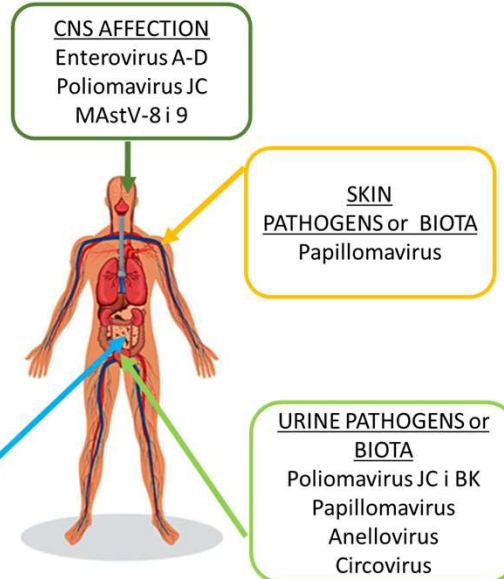 CNS AFFECTION
Enterovirus A-D
Poliomavirus JC
MAstV-8 i 9
SKIN
PATHOGENS or BIOTA
Papillomavirus
URINE PATHOGENS or
BIOTA
Poliomavirus JC i BK
Papillomavirus
Anellovirus
Circovirus